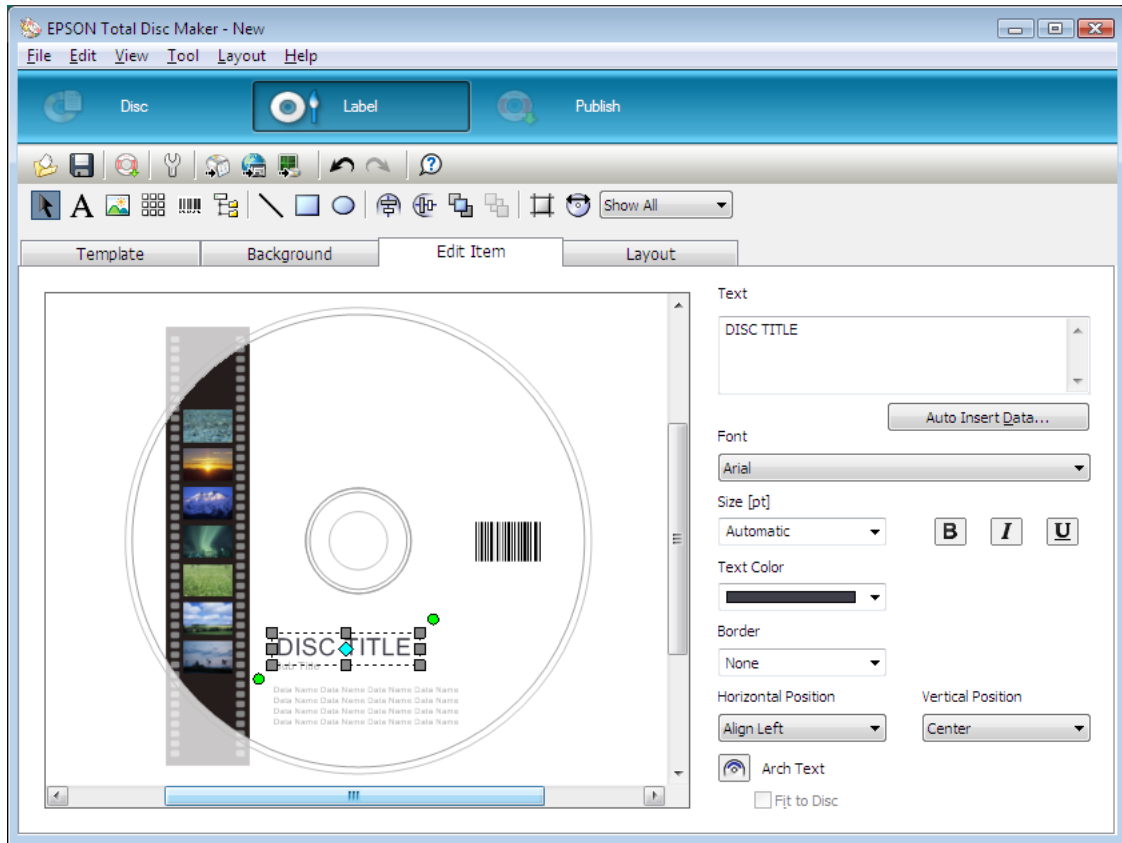 EPSON Total Disc Maker - New
File Edit View Tool Layout Help
Disc Label Publish
Show All
Template Background Edit Item Layout
Text
DISC TITLE
Auto Insert Data...
Font
Arial
Size [pt]
Automatic B I U
Text Color
Border
None
Horizontal Position Vertical Position
Align Left Center
Arch Text
Fit to Disc
DISC TITLE
Sub Title
Data Name Data Name Data Name Data Name
Data Name Data Name Data Name Data Name
Data Name Data Name Data Name Data Name
Data Name Data Name Data Name Data Name